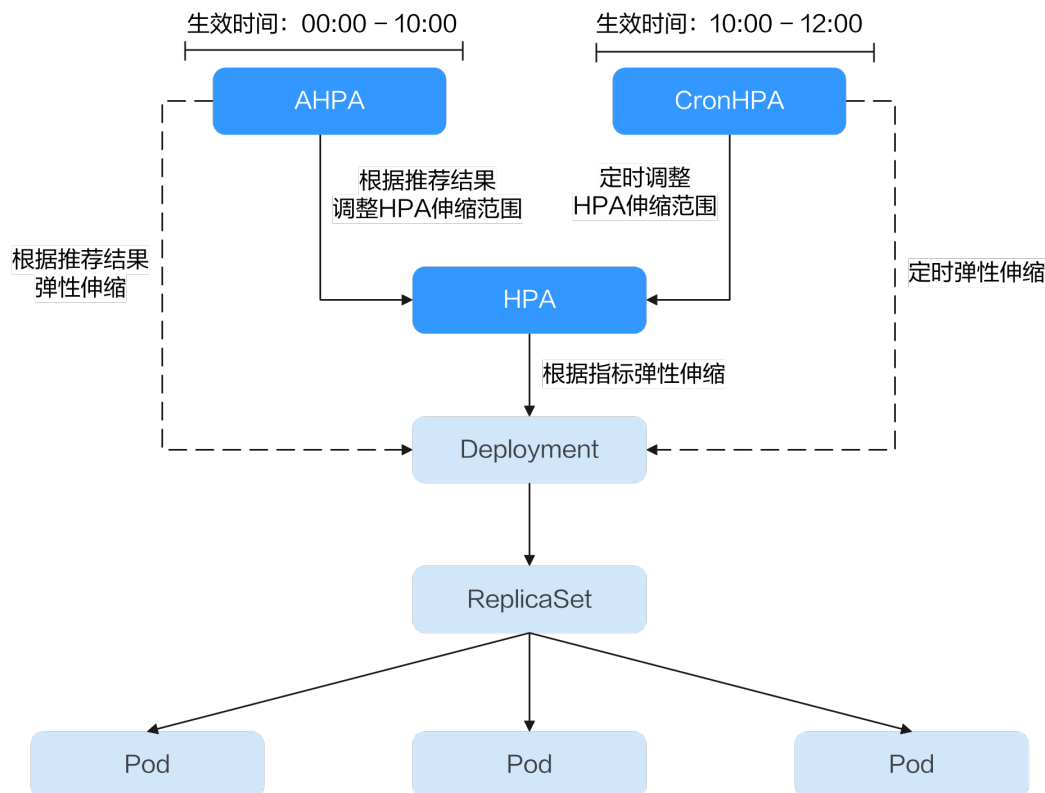 生效时间：00:00 – 10:00
生效时间：10:00 – 12:00
AHPA
CronHPA
根据推荐结果
调整HPA伸缩范围
定时调整
HPA伸缩范围
根据推荐结果
弹性伸缩
定时弹性伸缩
HPA
根据指标弹性伸缩
Deployment
ReplicaSet
Pod
Pod
Pod